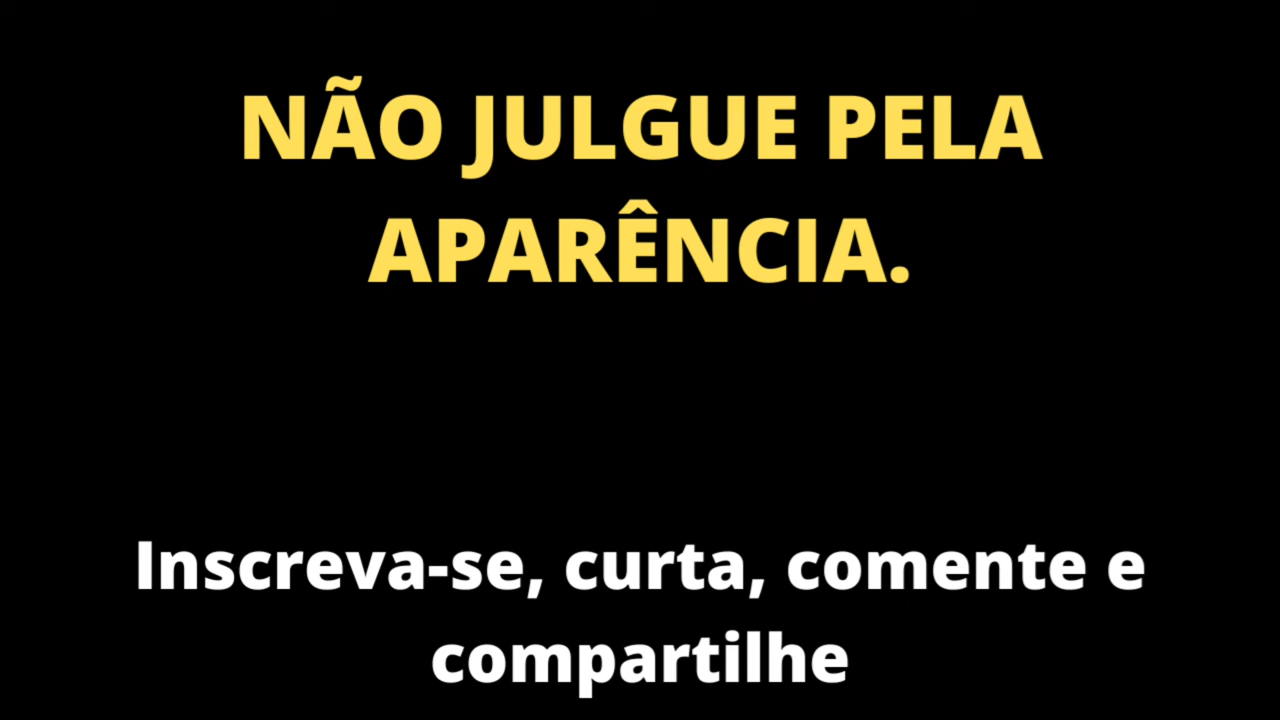 NÃO JULGUE PELA
APARÊNCIA.
Inscreva-se, curta, comente e
compartilhe